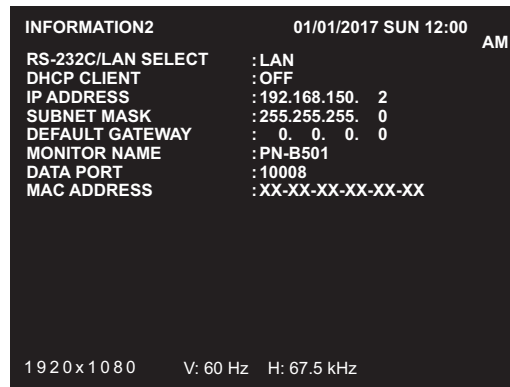 INFORMATION2 01/01/2017 SUN 12:00 AM
RS-232C/LAN SELECT :LAN
DHCP CLIENT :OFF
IP ADDRESS :192.168.150. 2
SUBNET MASK :255.255.255. 0
DEFAULT GATEWAY : 0. 0. 0. 0
MONITOR NAME :PN-B501
DATA PORT :10008
MAC ADDRESS :XX-XX-XX-XX-XX-XX
1920x1080 V: 60 Hz H: 67.5 kHz